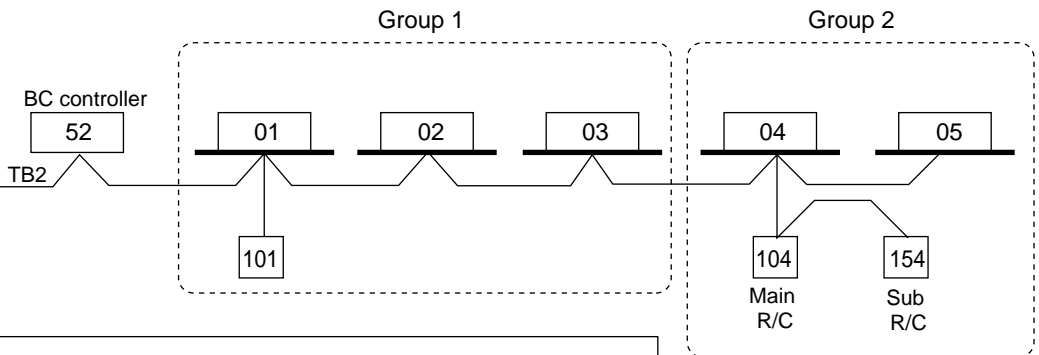 Group 1
Group 2
BC controller
52
01
02
03
04
05
TB2
101
104
154
Main
R/C
Sub
R/C